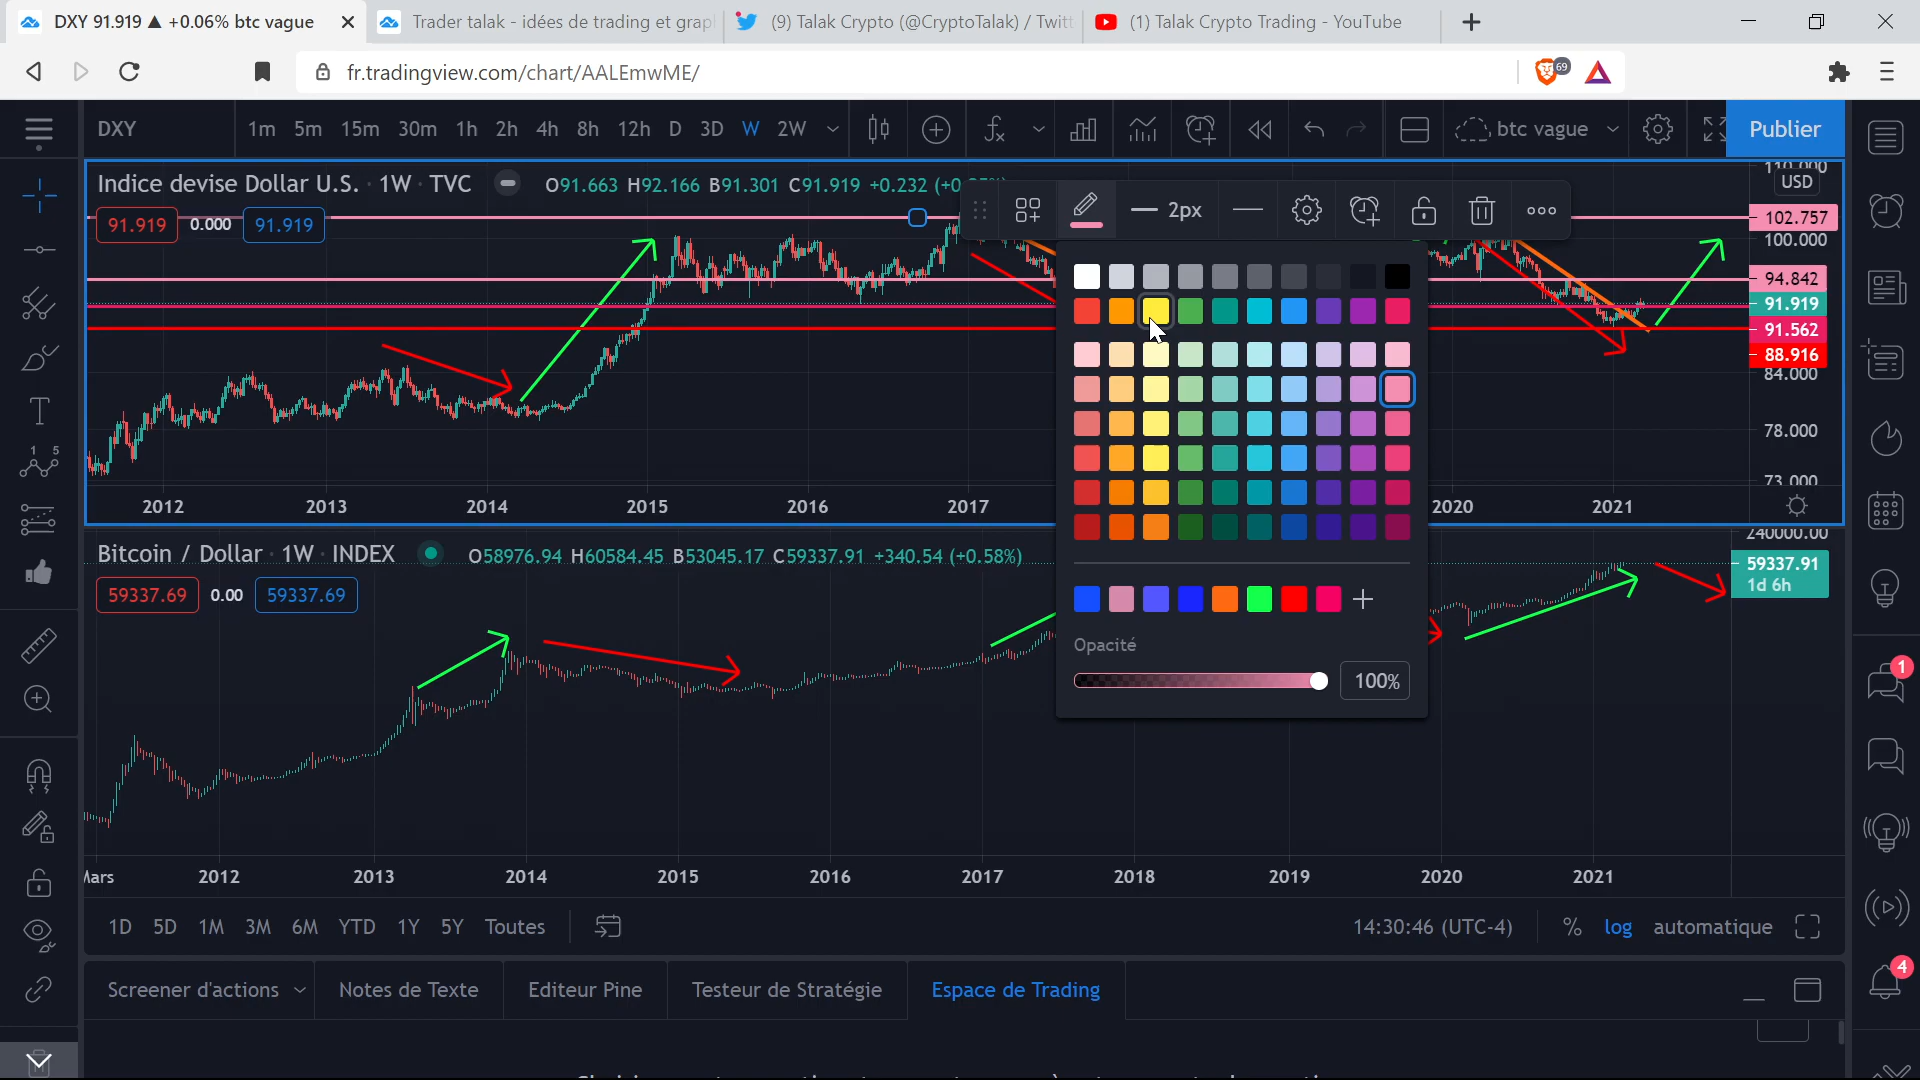 DXY 91.919 ▲ +0.06% btc vague
Trader talak - idées de trading et grap
(9) Talak Crypto (@CryptoTalak) / Twitt
(1) Talak Crypto Trading - YouTube
fr.tradingview.com/chart/AALEmwME/
69
DXY
1m 5m 15m 30m 1h 2h 4h 8h 12h D 3D W 2W
btc vague
Publier
Indice devise Dollar U.S. · 1W · TVC
O91.663 H92.166 B91.301 C91.919 +0.232
91.919 0.000 91.919
2px
110.000
USD
102.757
100.000
94.842
91.919
91.562
88.916
84.000
78.000
73.000
2012 2013 2014 2015 2016 2017 2020 2021
Bitcoin / Dollar · 1W · INDEX
O58976.94 H60584.45 B53045.17 C59337.91 +340.54 (+0.58%)
59337.69 0.00 59337.69
240000.00
59337.91
1d 6h
Opacité
100%
Mars 2012 2013 2014 2015 2016 2017 2018 2019 2020 2021
1D 5D 1M 3M 6M YTD 1Y 5Y Toutes
14:30:46 (UTC-4)
% log automatique
Screener d'actions
Notes de Texte
Editeur Pine
Testeur de Stratégie
Espace de Trading
1 5
1
4